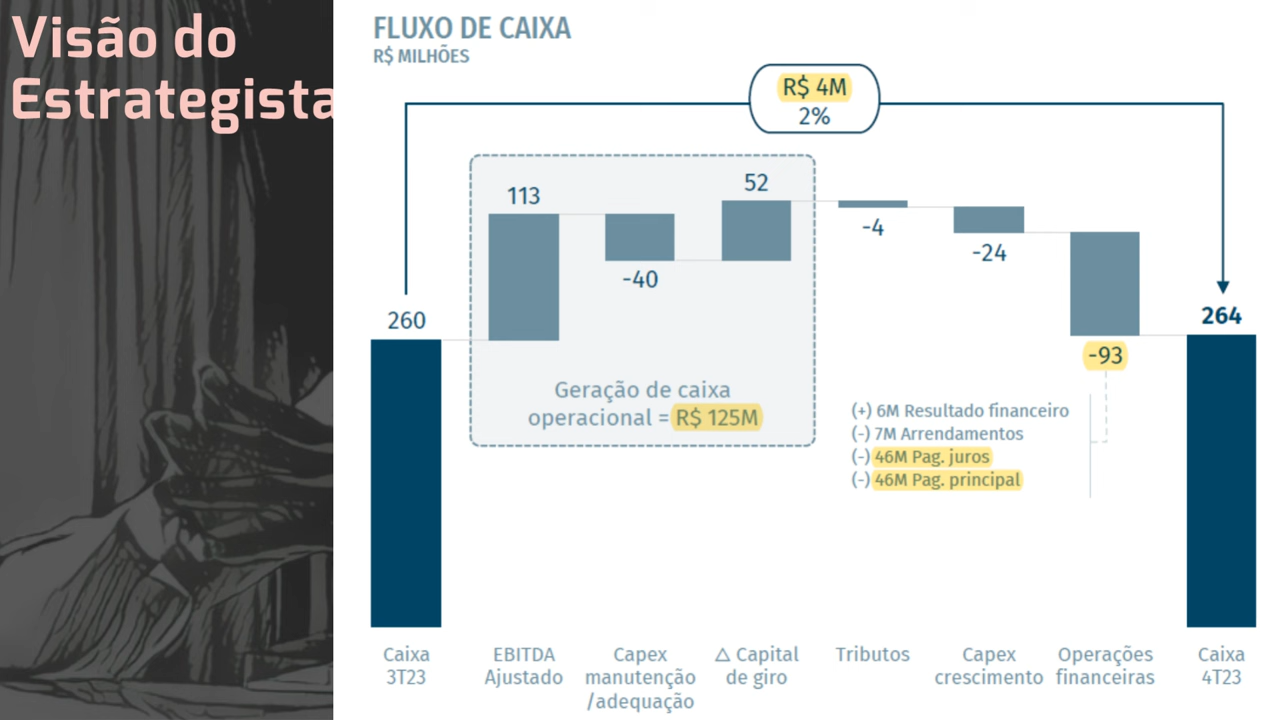 Visão do
Estrategista
FLUXO DE CAIXA
R$ MILHÕES
R$ 4M
2%
113
52
-40
-4
-24
260
264
-93
Geração de caixa
operacional = R$ 125M
(+) 6M Resultado financeiro
(-) 7M Arrendamentos
(-) 46M Pag. juros
(-) 46M Pag. principal
Caixa
3T23
EBITDA
Ajustado
Capex
manutenção
/adequação
△ Capital
de giro
Tributos
Capex
crescimento
Operações
financeiras
Caixa
4T23